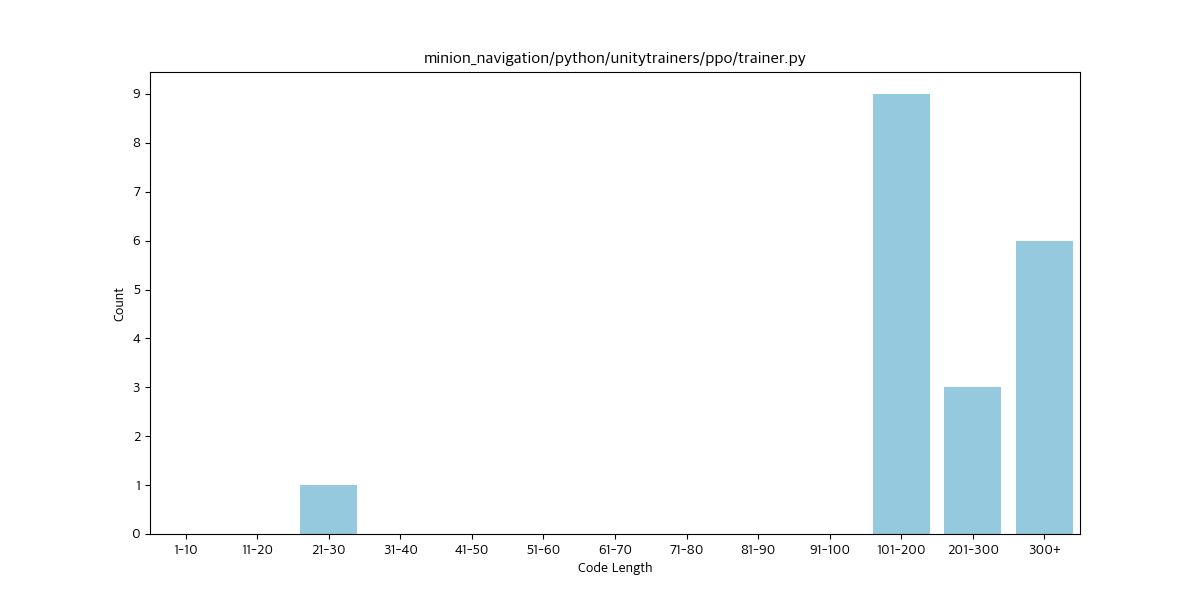 minion_navigation/python/unitytrainers/ppo/trainer.py
9
8
7
6
5
4
3
2
1
0
Count
1-10 11-20 21-30 31-40 41-50 51-60 61-70 71-80 81-90 91-100 101-200 201-300 300+
Code Length